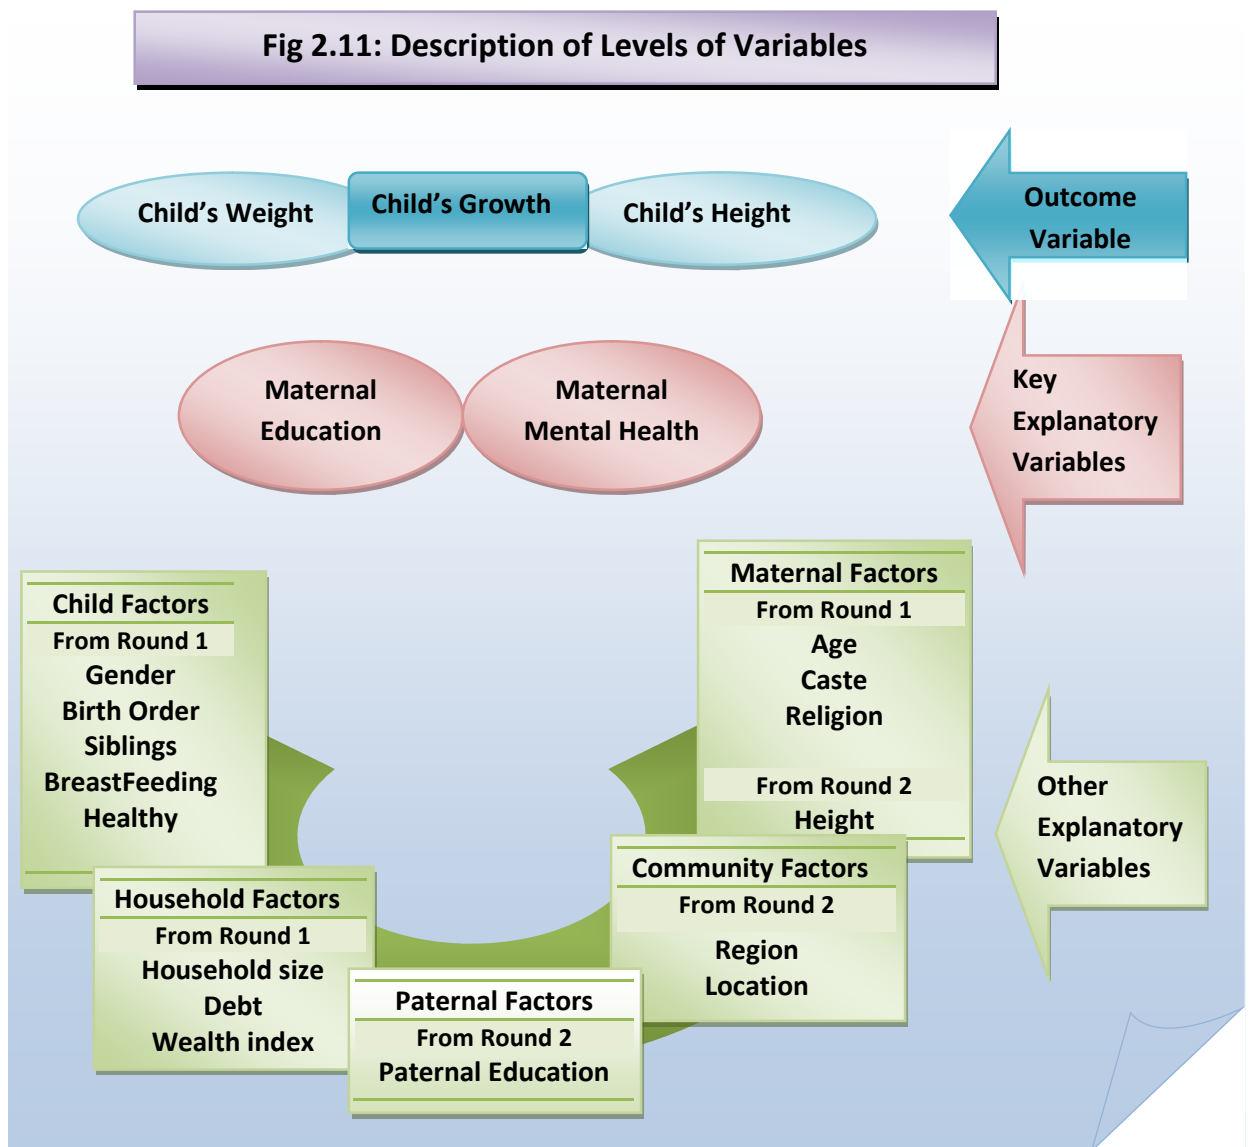 Fig 2.11: Description of Levels of Variables
Child's Weight
Child's Growth
Child's Height
Outcome
Variable
Maternal
Education
Maternal
Mental Health
Key
Explanatory
Variables
Child Factors
From Round 1
Gender
Birth Order
Siblings
BreastFeeding
Healthy
Household Factors
From Round 1
Household size
Debt
Wealth index
Paternal Factors
From Round 2
Paternal Education
Community Factors
From Round 2
Region
Location
Maternal Factors
From Round 1
Age
Caste
Religion
From Round 2
Height
Other
Explanatory
Variables